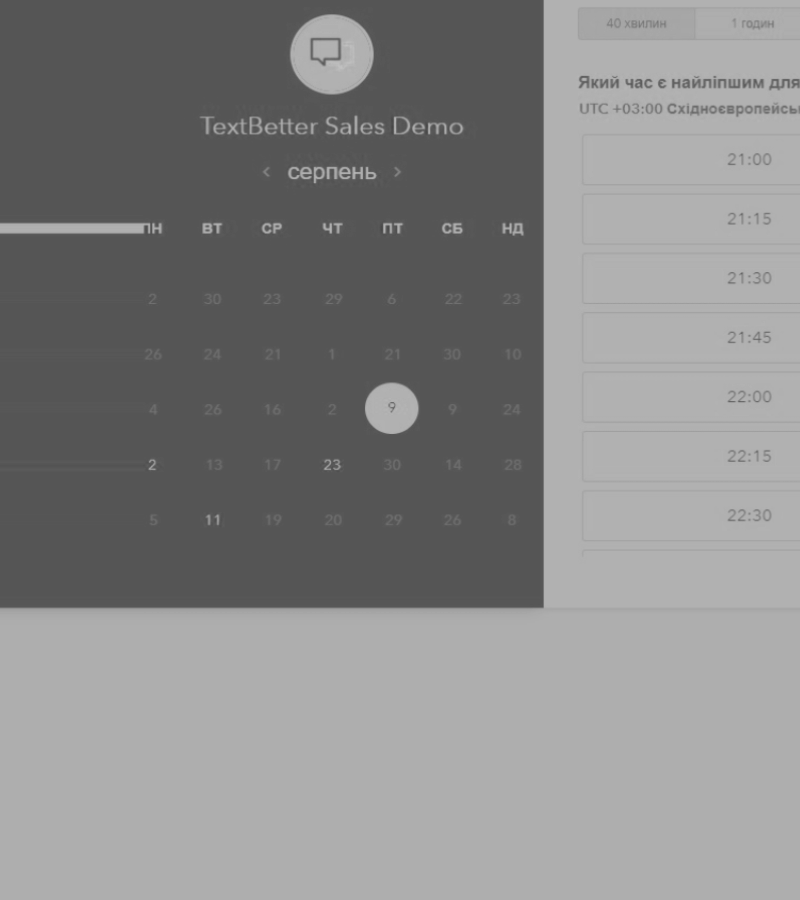 TextBetter Sales Demo
‹ серпень ›
ПН ВТ СР ЧТ ПТ СБ НД
2 30 23 29 6 22 23
26 24 21 1 21 30 10
4 26 16 2 9 9 24
2 13 17 23 30 14 28
5 11 19 20 29 26 8
40 хвилин 1 годин
Який час є найліпшим для
UTC +03:00 Східноєвропейсь
21:00
21:15
21:30
21:45
22:00
22:15
22:30